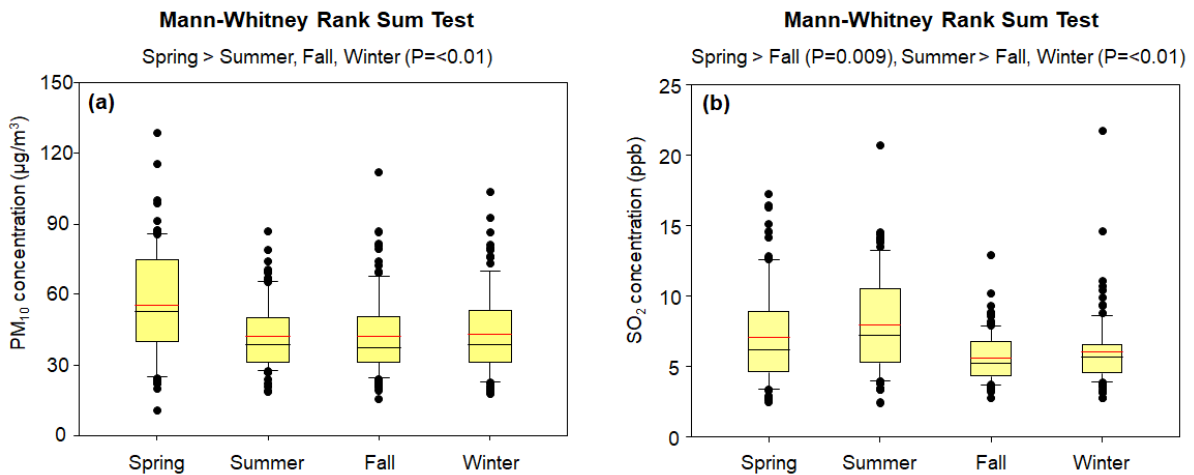 Mann-Whitney Rank Sum Test
Spring > Summer, Fall, Winter (P=<0.01)
(a)
PM₁₀ concentration (µg/m³)
150
120
90
60
30
0
Spring Summer Fall Winter
Mann-Whitney Rank Sum Test
Spring > Fall (P=0.009), Summer > Fall, Winter (P=<0.01)
(b)
SO₂ concentration (ppb)
25
20
15
10
5
0
Spring Summer Fall Winter